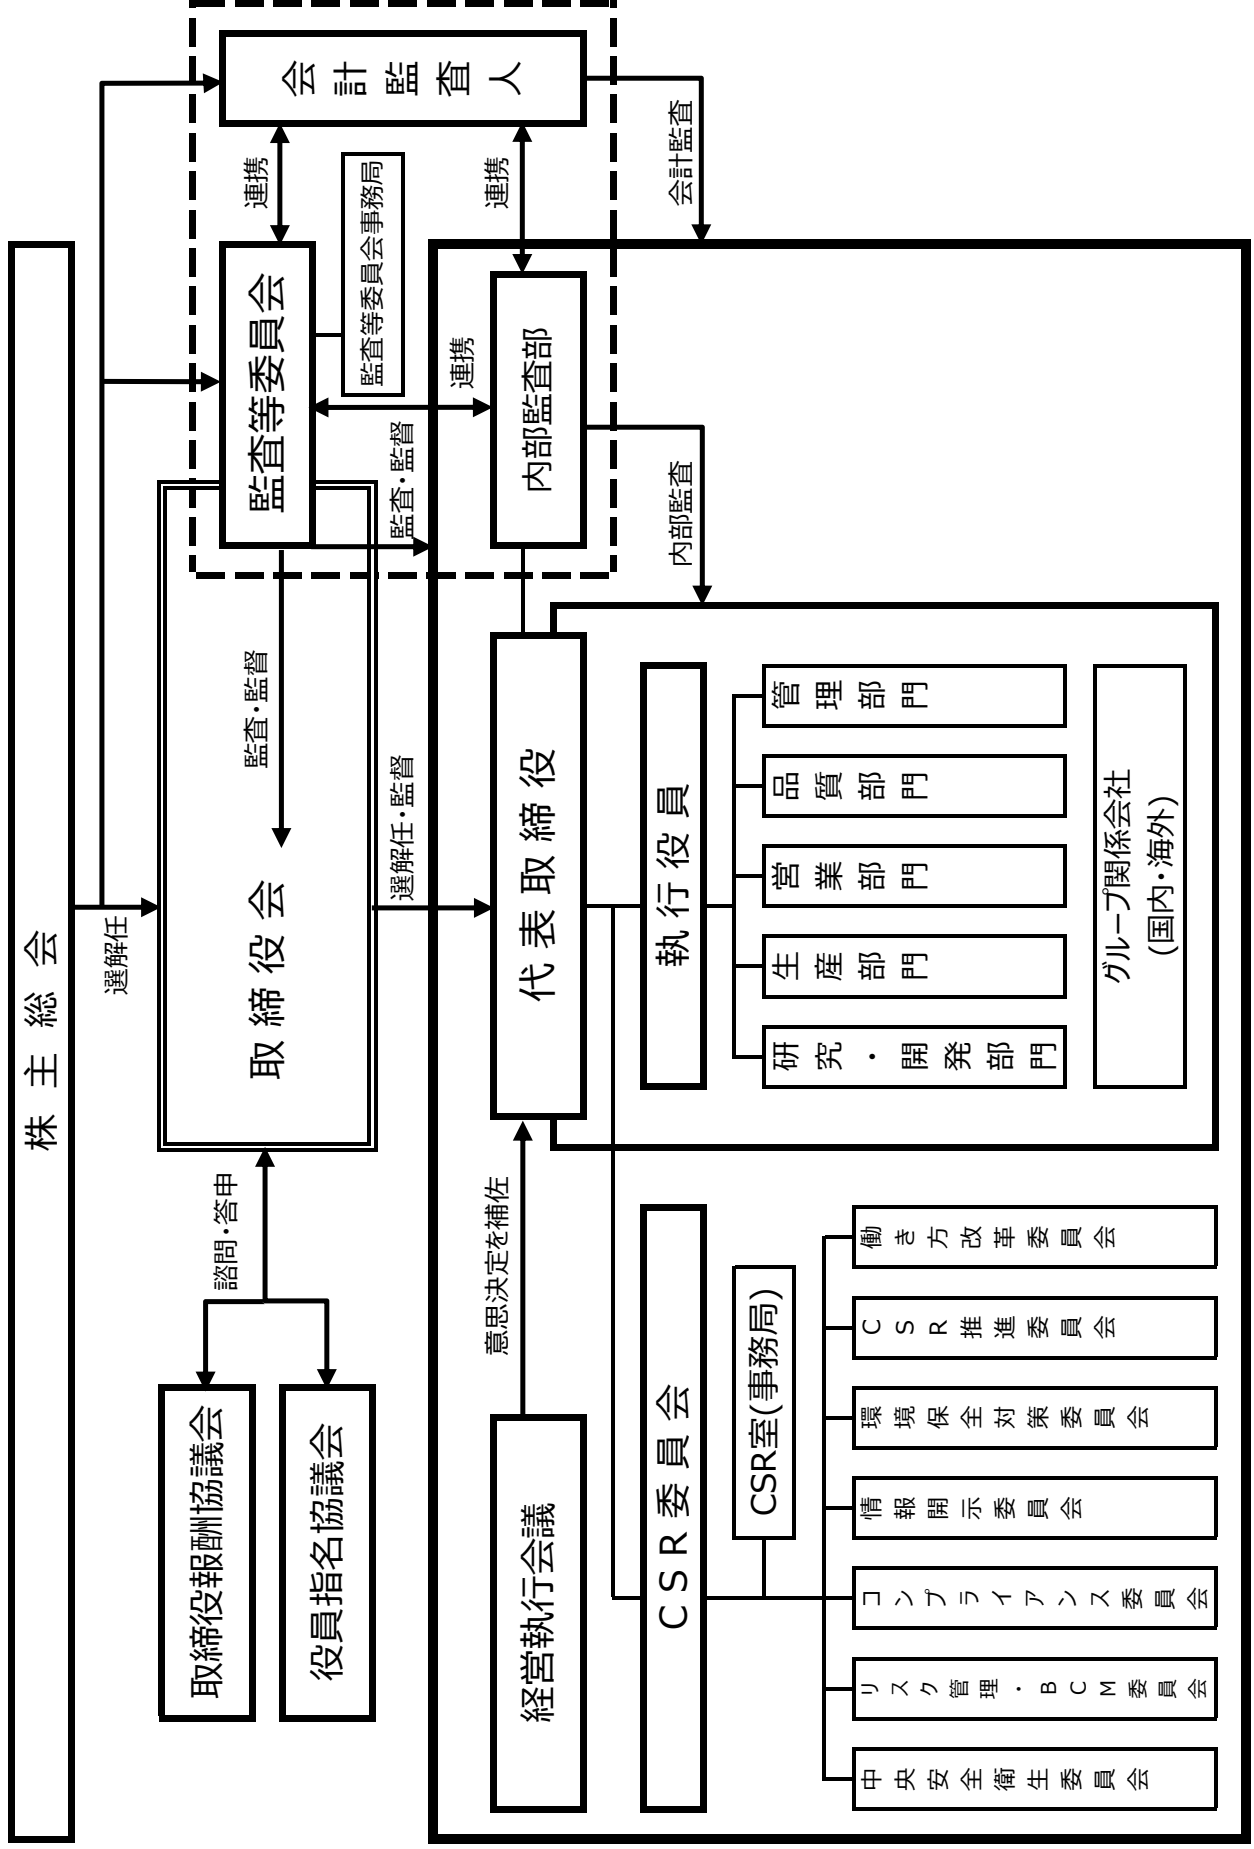 株主総会
選解任
諮問・答申
取締役報酬協議会
役員指名協議会
取締役会
監査・監督
監査等委員会
連携
会計監査人
監査等委員会事務局
選解任・監督
監査・監督
連携
連携
意思決定を補佐
経営執行会議
代表取締役
内部監査部
会計監査
内部監査
CSR委員会
執行役員
CSR室(事務局)
中央安全衛生委員会
リスク管理・BCM委員会
コンプライアンス委員会
情報開示委員会
環境保全対策委員会
CSR推進委員会
働き方改革委員会
研究・開発部門
生産部門
営業部門
品質部門
管理部門
グループ関係会社
(国内・海外)